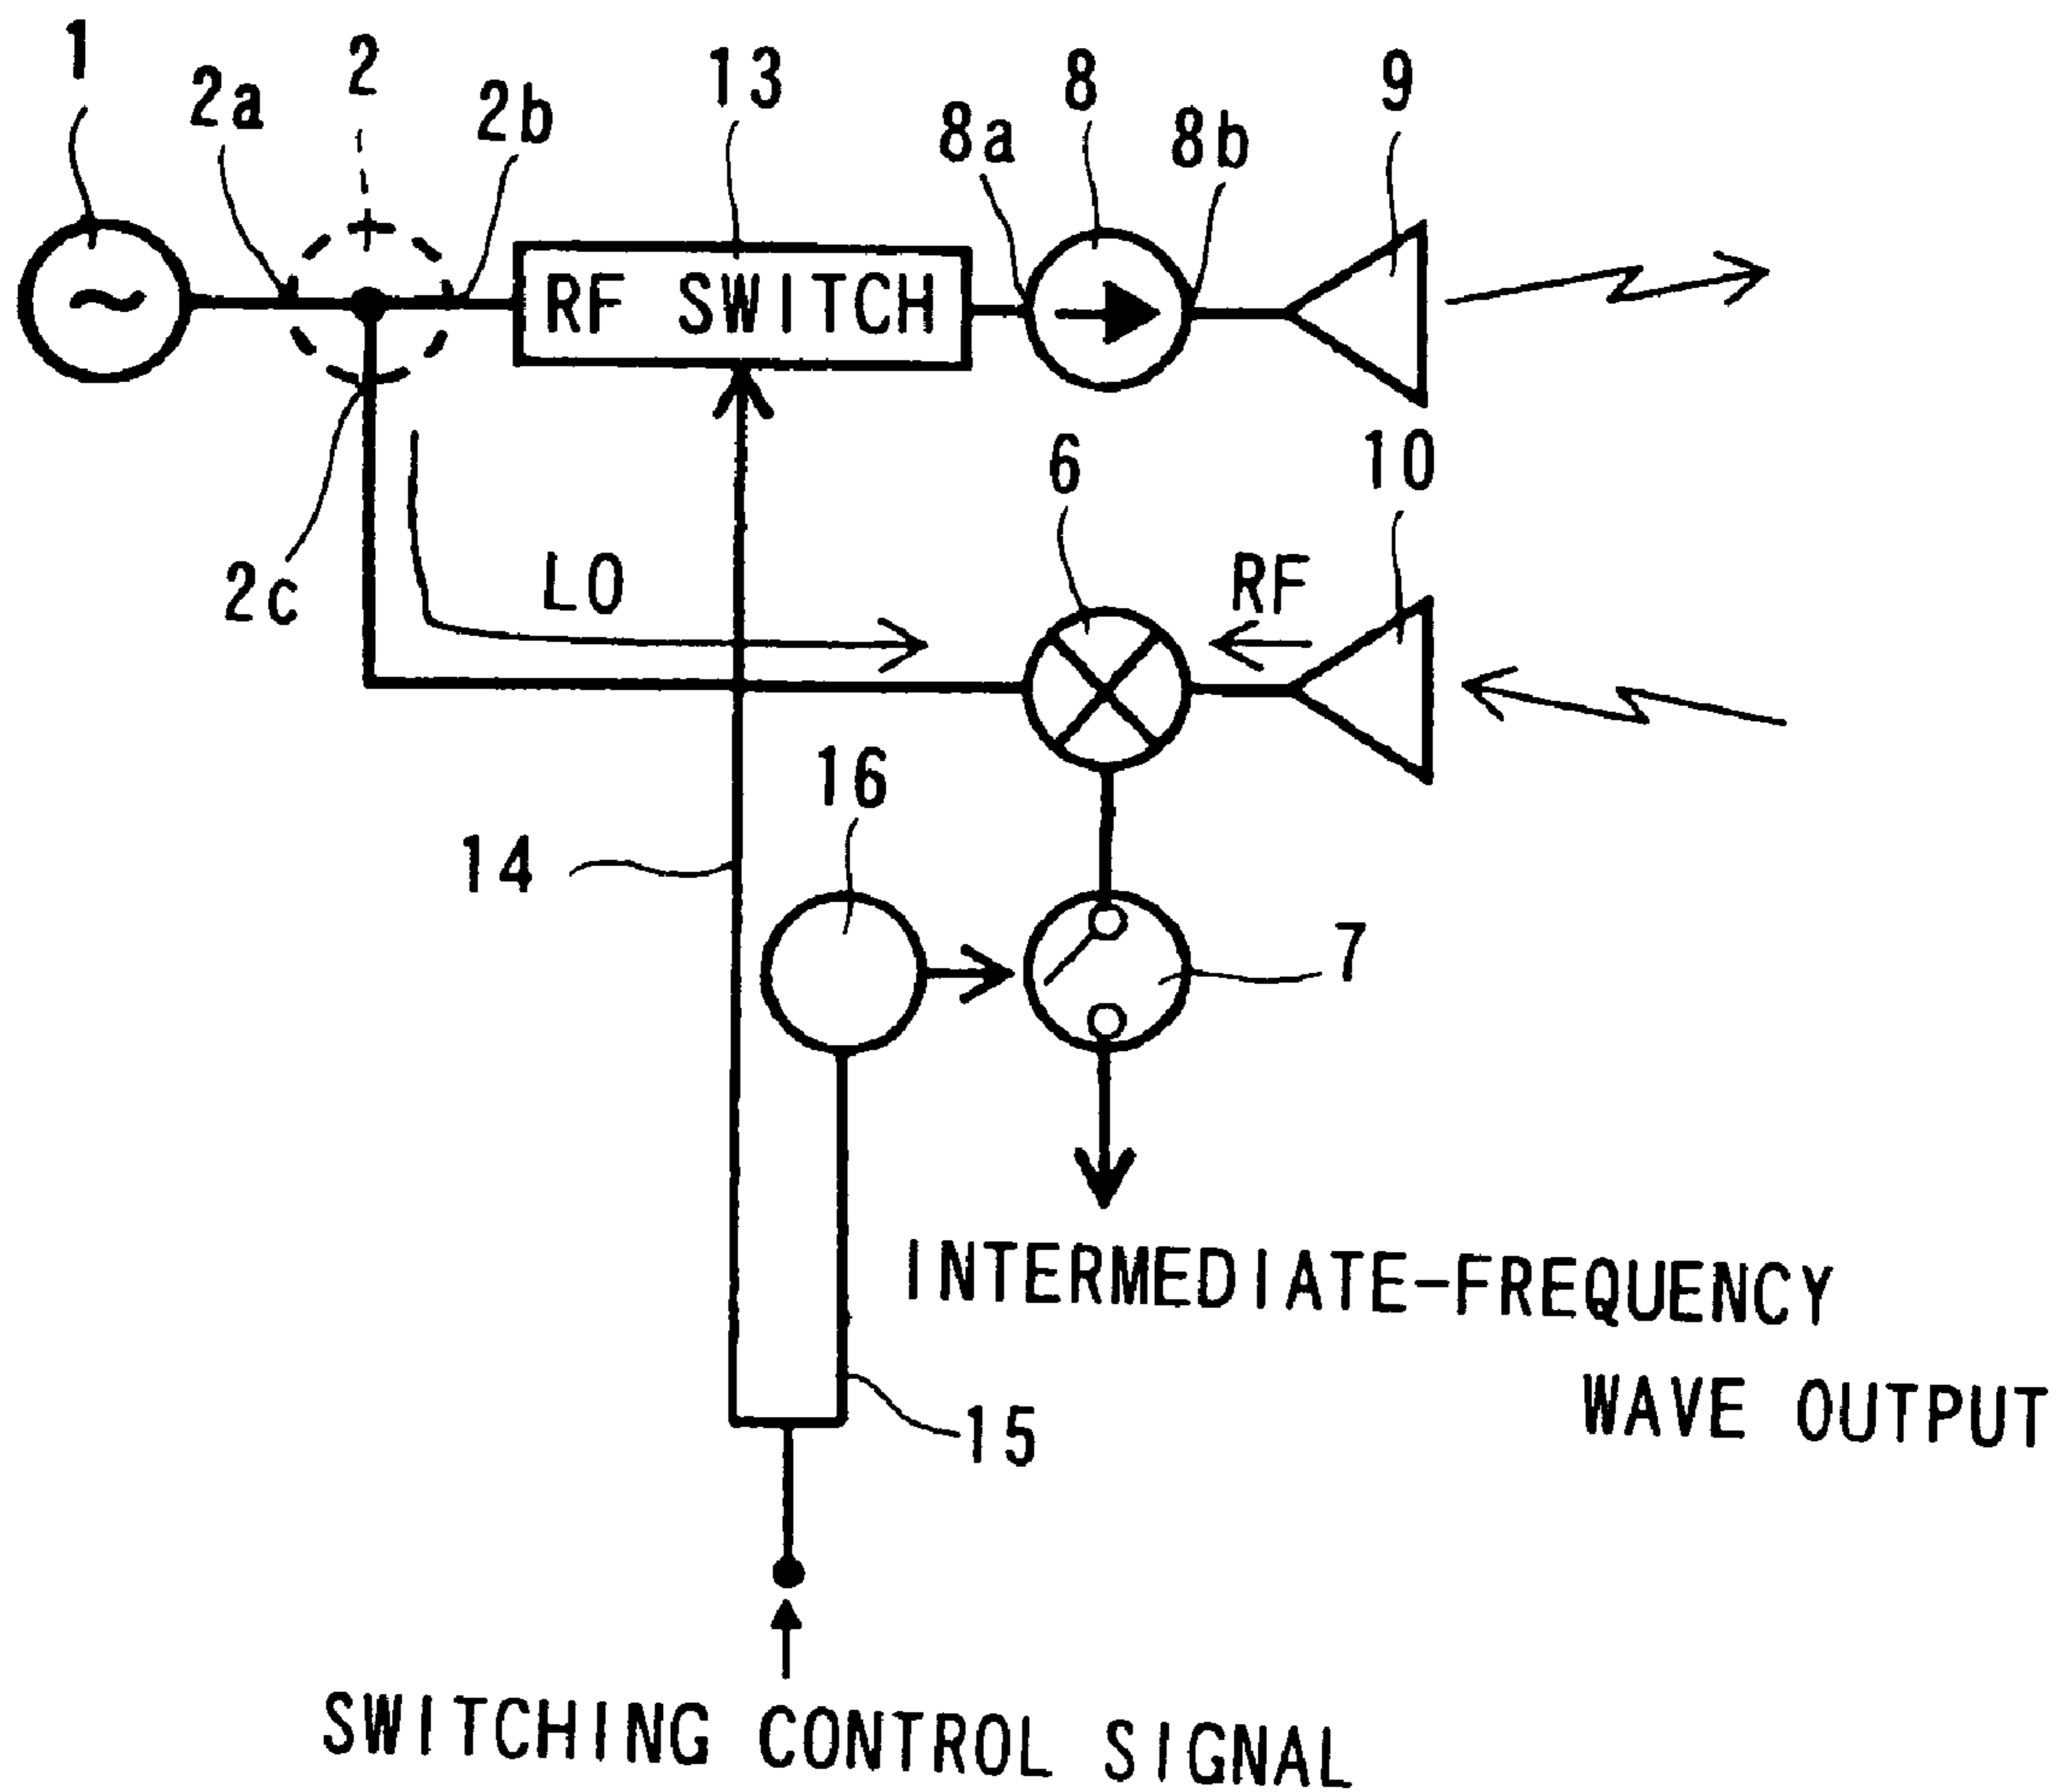 1
2a
2
2b
13
8a
8
8b
9
RF SWITCH
2c
LO
6
RF
10
14
16
7
INTERMEDIATE-FREQUENCY
WAVE OUTPUT
15
SWITCHING CONTROL SIGNAL